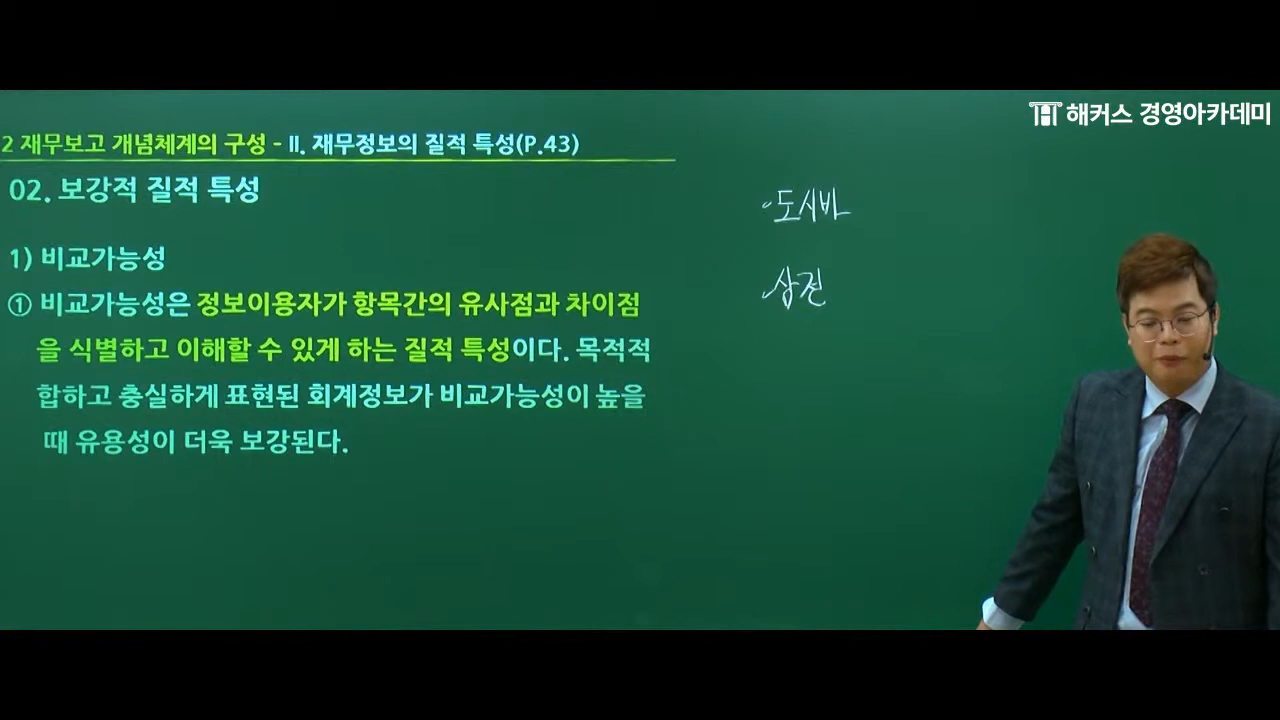 해커스 경영아카데미
2 재무보고 개념체계의 구성 - II. 재무정보의 질적 특성(P.43)
02. 보강적 질적 특성
1) 비교가능성
① 비교가능성은 정보이용자가 항목간의 유사점과 차이점
을 식별하고 이해할 수 있게 하는 질적 특성이다. 목적적
합하고 충실하게 표현된 회계정보가 비교가능성이 높을
때 유용성이 더욱 보강된다.
·도시바
·삼전